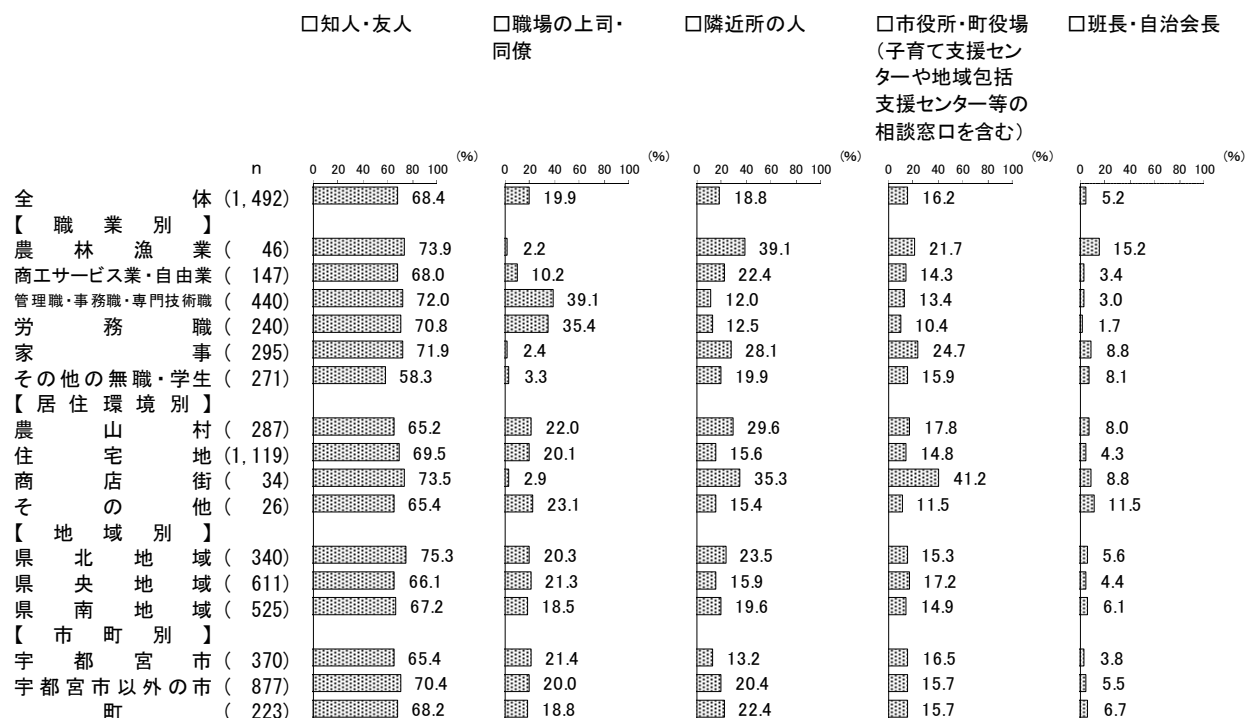 □知人・友人 □職場の上司・ □隣近所の人 □市役所・町役場 □班長・自治会長
同僚 （子育て支援セン
ターや地域包括
支援センター等の
相談窓口を含む）
(%) (%) (%) (%) (%)
n 0 20 40 60 80 100 0 20 40 60 80 100 0 20 40 60 80 100 0 20 40 60 80 100 0 20 40 60 80 100
全体 (1,492) 68.4 19.9 18.8 16.2 5.2
【職業別】
農林漁業 ( 46) 73.9 2.2 39.1 21.7 15.2
商工サービス業・自由業 ( 147) 68.0 10.2 22.4 14.3 3.4
管理職・事務職・専門技術職 ( 440) 72.0 39.1 12.0 13.4 3.0
労務職 ( 240) 70.8 35.4 12.5 10.4 1.7
家事 ( 295) 71.9 2.4 28.1 24.7 8.8
その他の無職・学生 ( 271) 58.3 3.3 19.9 15.9 8.1
【居住環境別】
農山村 ( 287) 65.2 22.0 29.6 17.8 8.0
住宅地 (1,119) 69.5 20.1 15.6 14.8 4.3
商店街 ( 34) 73.5 2.9 35.3 41.2 8.8
その他 ( 26) 65.4 23.1 15.4 11.5 11.5
【地域別】
県北地域 ( 340) 75.3 20.3 23.5 15.3 5.6
県央地域 ( 611) 66.1 21.3 15.9 17.2 4.4
県南地域 ( 525) 67.2 18.5 19.6 14.9 6.1
【市町別】
宇都宮市 ( 370) 65.4 21.4 13.2 16.5 3.8
宇都宮市以外の市 ( 877) 70.4 20.0 20.4 15.7 5.5
町 ( 223) 68.2 18.8 22.4 15.7 6.7